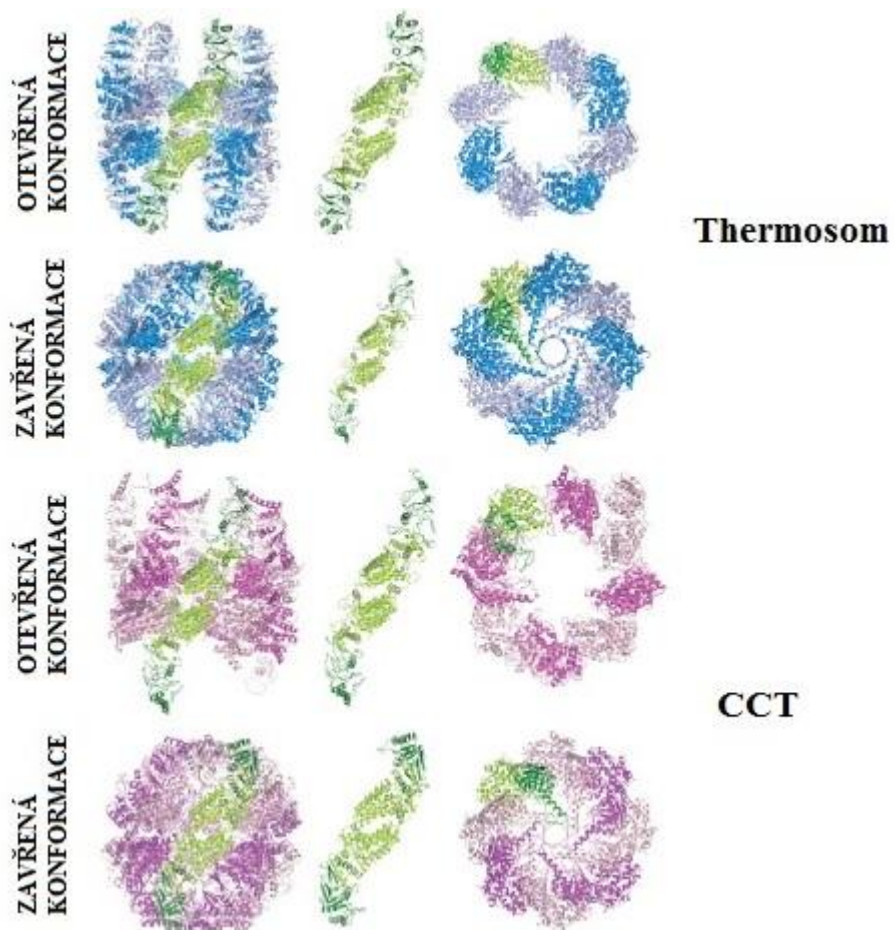 OTEVŘENÁ
KONFORMACE
Thermosom
ZAVŘENÁ
KONFORMACE
OTEVŘENÁ
KONFORMACE
CCT
ZAVŘENÁ
KONFORMACE